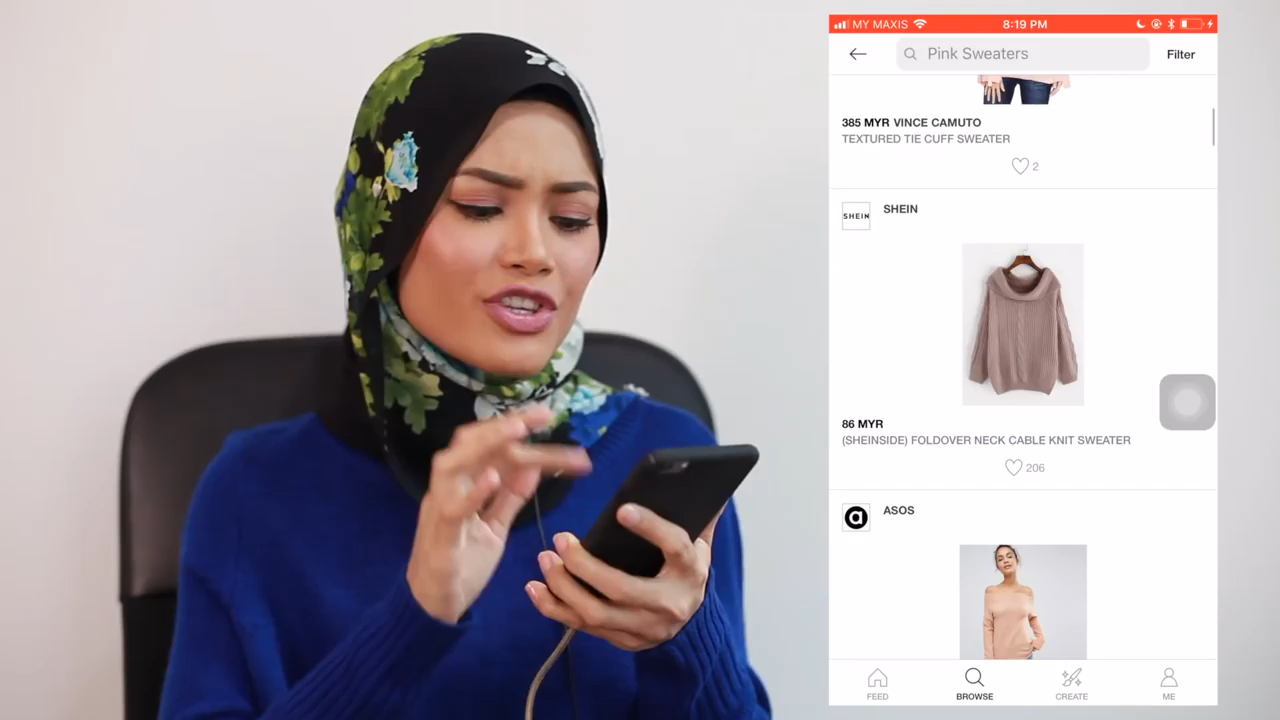 MY MAXIS
8:19 PM
Pink Sweaters
Filter
385 MYR VINCE CAMUTO
TEXTURED TIE CUFF SWEATER
2
SHEIN
SHEIN
86 MYR
(SHEINSIDE) FOLDOVER NECK CABLE KNIT SWEATER
206
a
ASOS
FEED
BROWSE
CREATE
ME